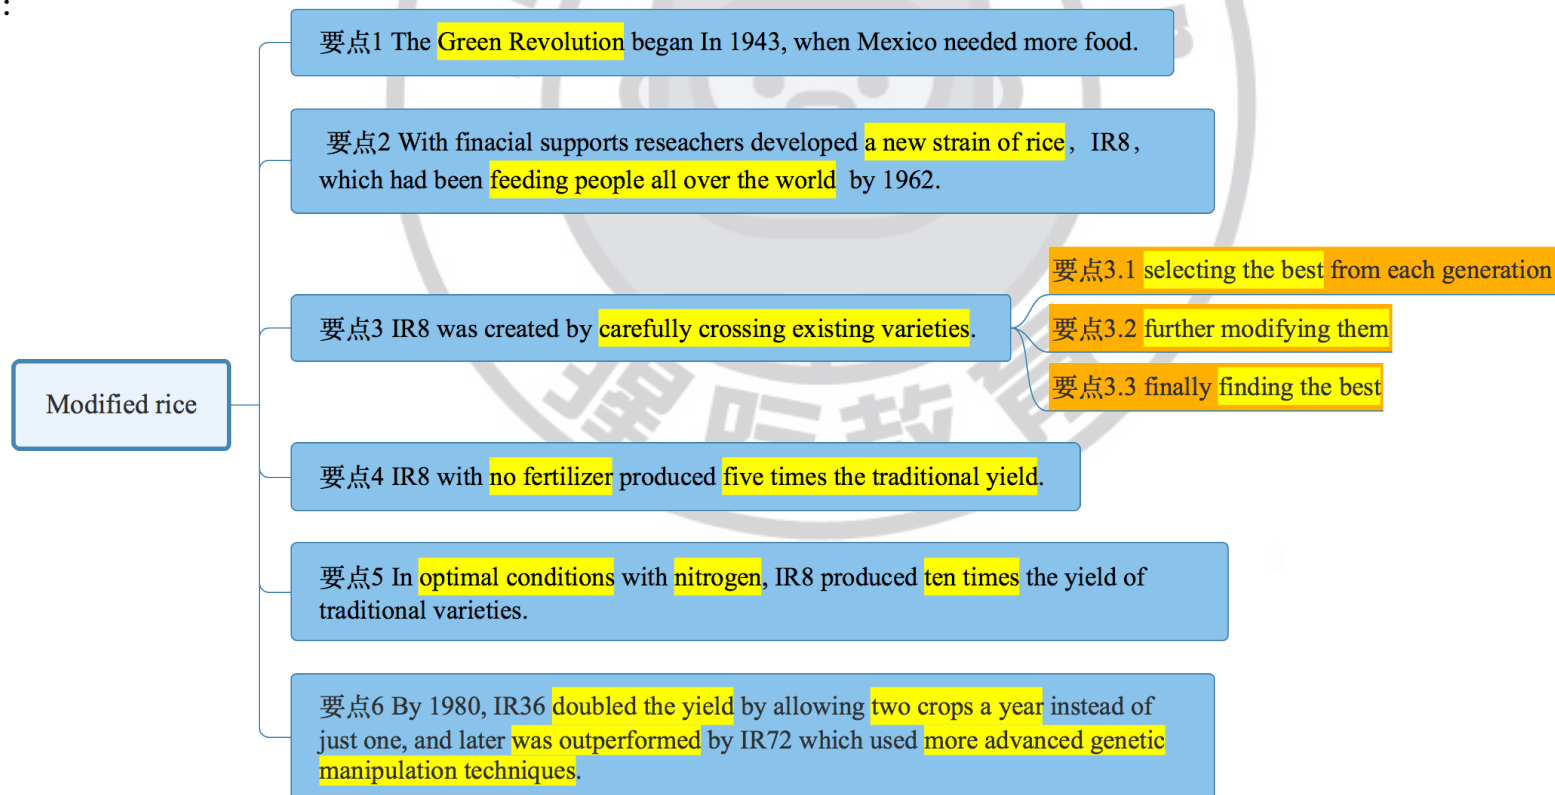 :
要点1 The Green Revolution began In 1943, when Mexico needed more food.
要点2 With finacial supports reseachers developed a new strain of rice，IR8，
which had been feeding people all over the world by 1962.
要点3 IR8 was created by carefully crossing existing varieties.
要点3.1 selecting the best from each generation
要点3.2 further modifying them
要点3.3 finally finding the best
Modified rice
要点4 IR8 with no fertilizer produced five times the traditional yield.
要点5 In optimal conditions with nitrogen, IR8 produced ten times the yield of
traditional varieties.
要点6 By 1980, IR36 doubled the yield by allowing two crops a year instead of
just one, and later was outperformed by IR72 which used more advanced genetic
manipulation techniques.